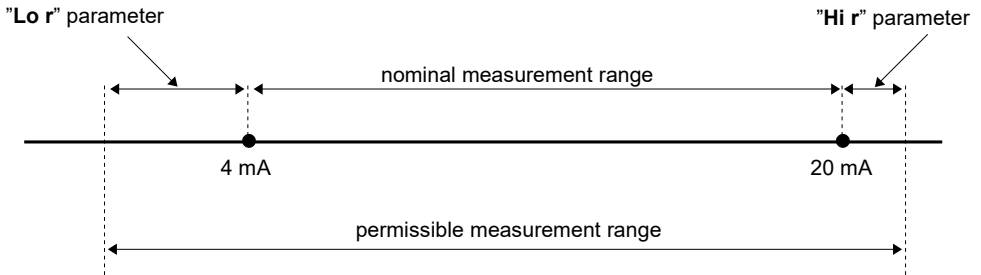 ”Lo r” parameter
”Hi r” parameter
nominal measurement range
4 mA
20 mA
permissible measurement range